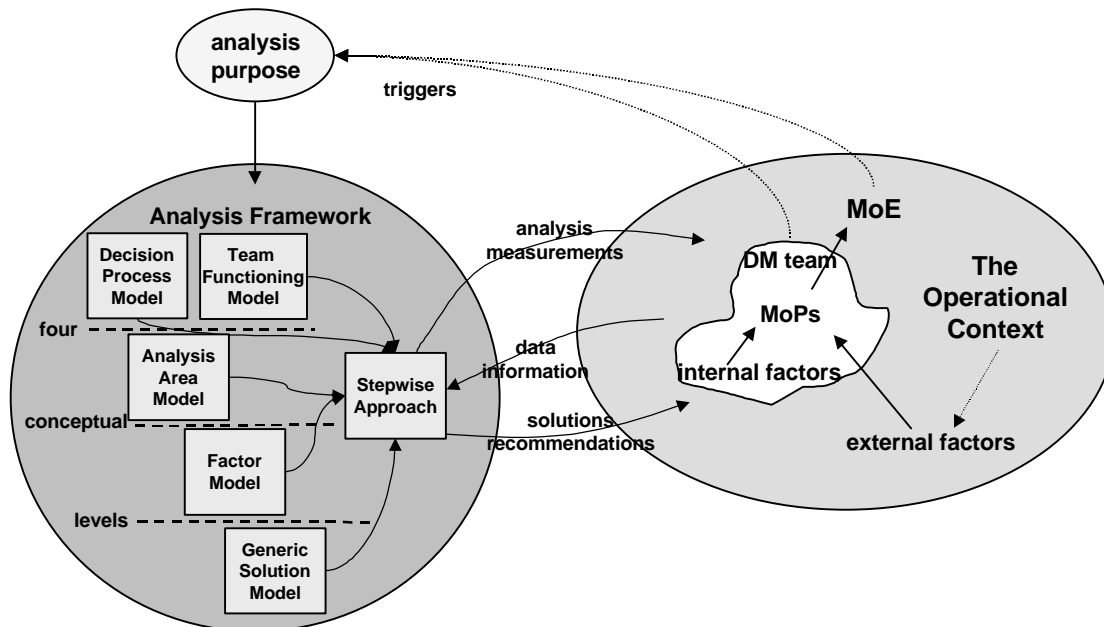 analysis
purpose
triggers
Analysis Framework
Decision
Process
Model
Team
Functioning
Model
four
Analysis
Area
Model
conceptual
Factor
Model
levels
Generic
Solution
Model
Stepwise
Approach
analysis
measurements
data
information
solutions
recommendations
MoE
DM team
MoPs
internal factors
The
Operational
Context
external factors